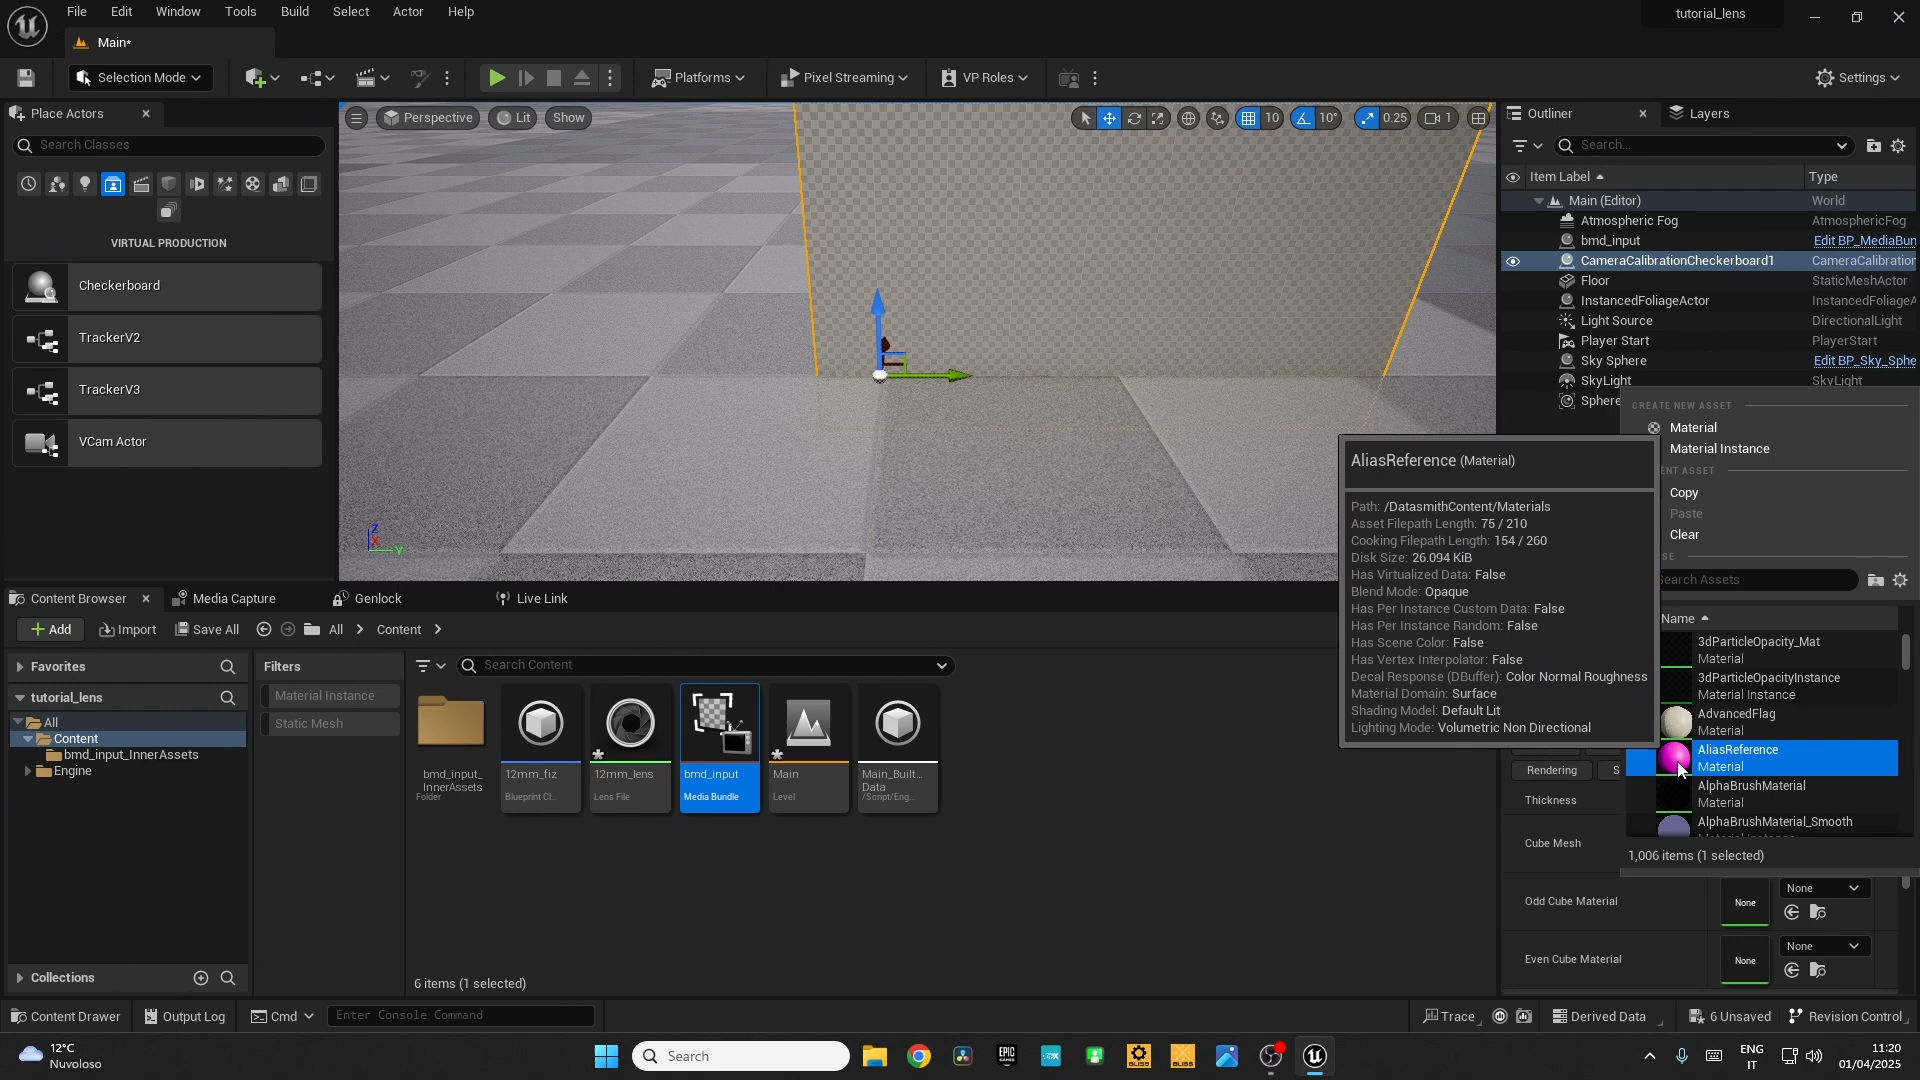 File Edit Window Tools Build Select Actor Help
tutorial_lens
Main*
Selection Mode
Platforms
Pixel Streaming
VP Roles
Settings
Place Actors
Search Classes
VIRTUAL PRODUCTION
Checkerboard
TrackerV2
TrackerV3
VCam Actor
Perspective
Lit
Show
10
10°
0.25
1
Z
X
Y
Outliner
Layers
Search...
Item Label
Type
Main (Editor) World
Atmospheric Fog AtmosphericFog
bmd_input Edit BP_MediaBun
CameraCalibrationCheckerboard1 CameraCalibration
Floor StaticMeshActor
InstancedFoliageActor InstancedFoliageA
Light Source DirectionalLight
Player Start PlayerStart
Sky Sphere Edit BP_Sky_Sphe
SkyLight SkyLight
Sphere
CREATE NEW ASSET
Material
Material Instance
ENT ASSET
Copy
Paste
Clear
SE
Search Assets
Name
3dParticleOpacity_Mat
Material
3dParticleOpacityInstance
Material Instance
AdvancedFlag
Material
AliasReference
Material
AlphaBrushMaterial
Material
AlphaBrushMaterial_Smooth
1,006 items (1 selected)
AliasReference (Material)
Path: /DatasmithContent/Materials
Asset Filepath Length: 75 / 210
Cooking Filepath Length: 154 / 260
Disk Size: 26.094 KiB
Has Virtualized Data: False
Blend Mode: Opaque
Has Per Instance Custom Data: False
Has Per Instance Random: False
Has Scene Color: False
Has Vertex Interpolator: False
Decal Response (DBuffer): Color Normal Roughness
Material Domain: Surface
Shading Model: Default Lit
Lighting Mode: Volumetric Non Directional
Rendering
S
Thickness
Cube Mesh
Odd Cube Material
None
None
Even Cube Material
None
None
Content Browser
Media Capture
Genlock
Live Link
Add
Import
Save All
All
Content
Favorites
tutorial_lens
All
Content
bmd_input_InnerAssets
Engine
Collections
Filters
Material Instance
Static Mesh
Search Content
bmd_input_
InnerAssets
Folder
12mm_fiz
Blueprint Cl...
12mm_lens
Lens File
bmd_input
Media Bundle
Main
Level
Main_Built...
Data
/Script/Eng...
6 items (1 selected)
Content Drawer
Output Log
Cmd
Enter Console Command
Trace
Derived Data
6 Unsaved
Revision Control
12°C
Nuvoloso
Search
EPIC
GAMES
BLISS
BLISS
ENG
IT
11:20
01/04/2025